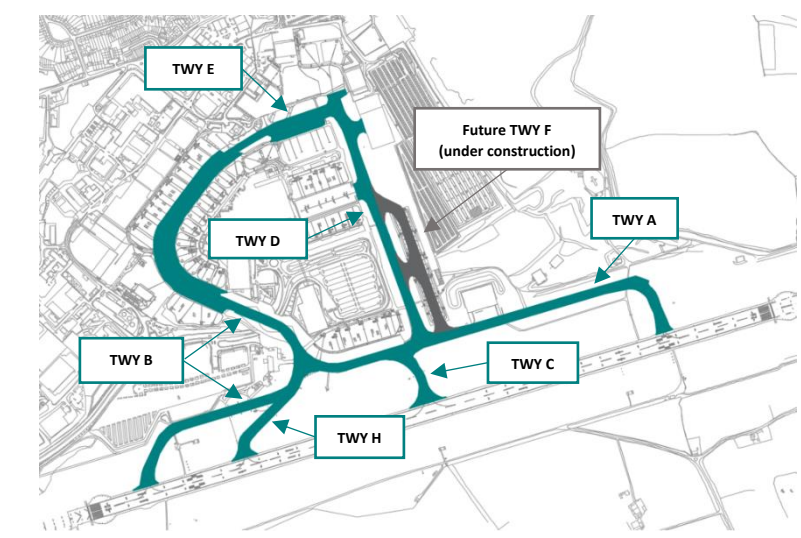 TWY E
Future TWY F
(under construction)
TWY A
TWY D
TWY B
TWY C
TWY H